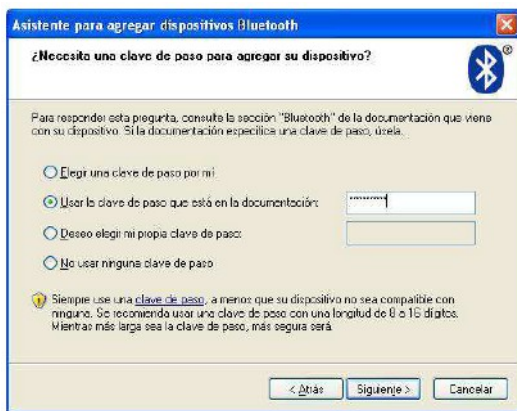 Asistente para agregar dispositivos Bluetooth
¿Necesita una clave de paso para agregar su dispositivo?
Para responder esta pregunta, consulte la sección "Bluetooth" de la documentación que viene
con su dispositivo. Si la documentación especifica una clave de paso, úsela.
Elegir una clave de paso por mí
Usar la clave de paso que está en la documentación:
Deseo elegir mi propia clave de paso:
No usar ninguna clave de paso
Siempre use una clave de paso, a menos que su dispositivo no sea compatible con
ninguna. Se recomienda usar una clave de paso con una longitud de 8 a 16 dígitos.
Mientras más larga sea la clave de paso, más segura será.
< Atrás
Siguiente >
Cancelar